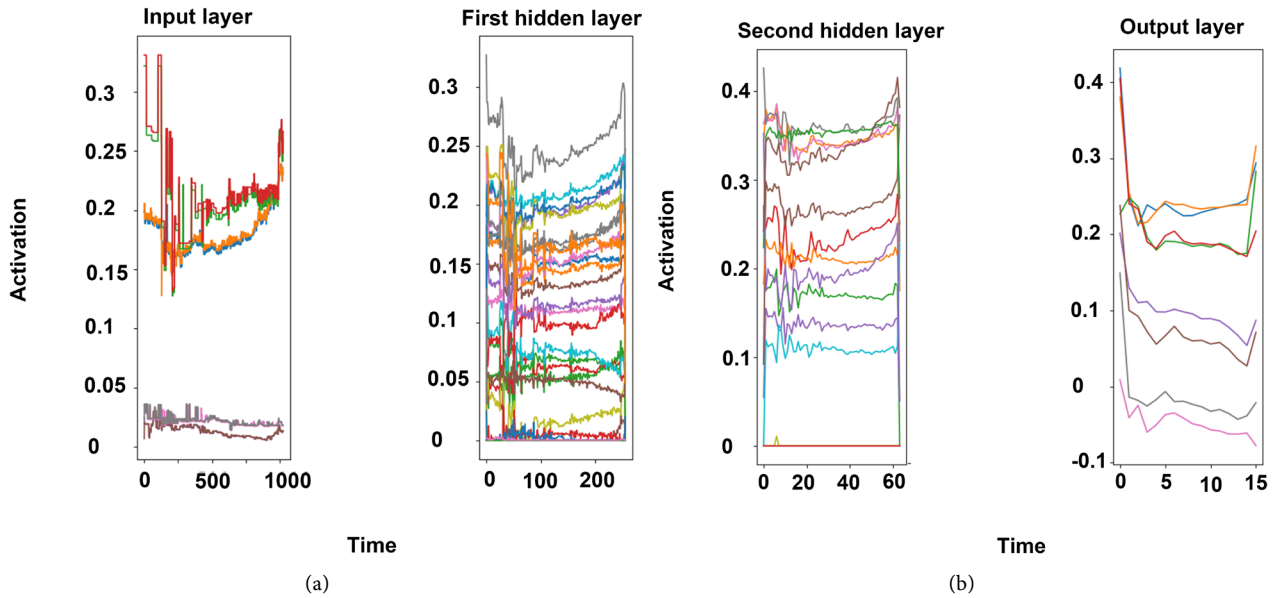 Input layer
First hidden layer
Second hidden layer
Output layer
Activation
0.3
0.25
0.2
0.15
0.1
0.05
0
0 500 1000
0.3
0.25
0.2
0.15
0.1
0.05
0
0 100 200
Time
(a)
Activation
0.4
0.3
0.2
0.1
0
0 20 40 60
0.4
0.3
0.2
0.1
0
-0.1
0 5 10 15
Time
(b)